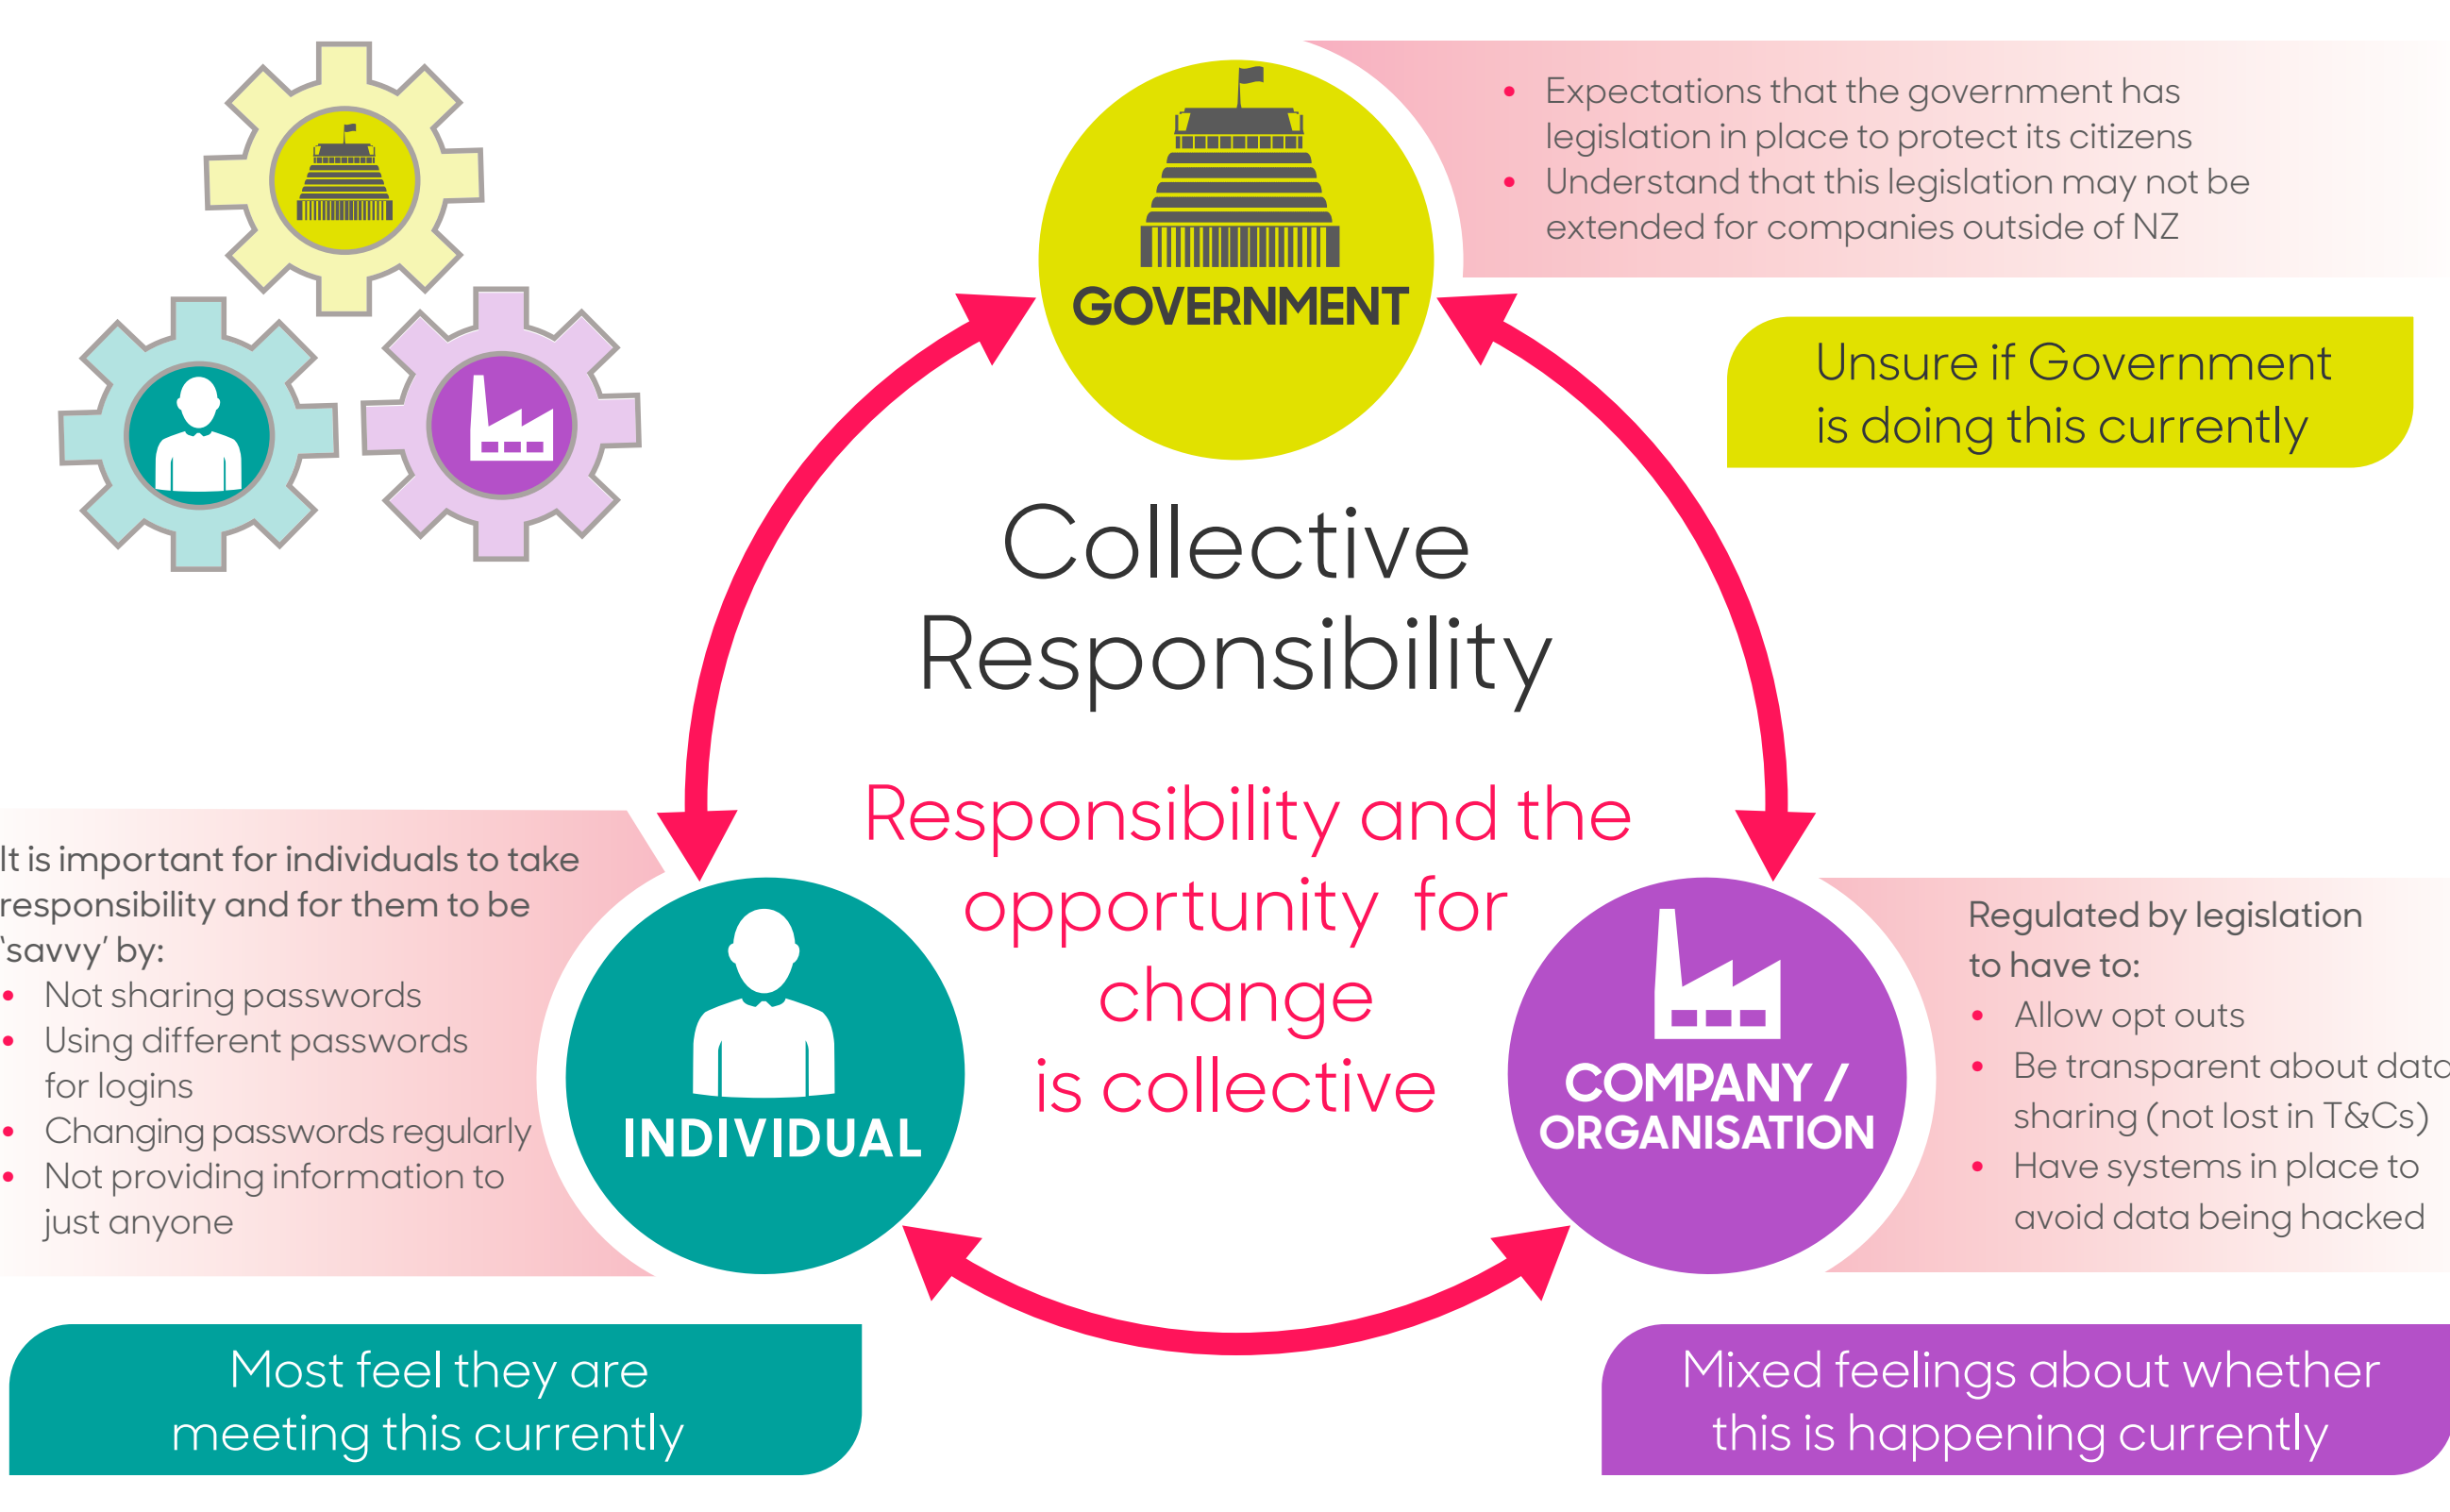 • Expectations that the government has
legislation in place to protect its citizens
• Understand that this legislation may not be
extended for companies outside of NZ
GOVERNMENT
Unsure if Government
is doing this currently
Collective
Responsibility
Responsibility and the
opportunity for
change
is collective
It is important for individuals to take
responsibility and for them to be
‘savvy’ by:
• Not sharing passwords
• Using different passwords
for logins
• Changing passwords regularly
• Not providing information to
just anyone
INDIVIDUAL
Most feel they are
meeting this currently
COMPANY /
ORGANISATION
Regulated by legislation
to have to:
• Allow opt outs
• Be transparent about data
sharing (not lost in T&Cs)
• Have systems in place to
avoid data being hacked
Mixed feelings about whether
this is happening currently